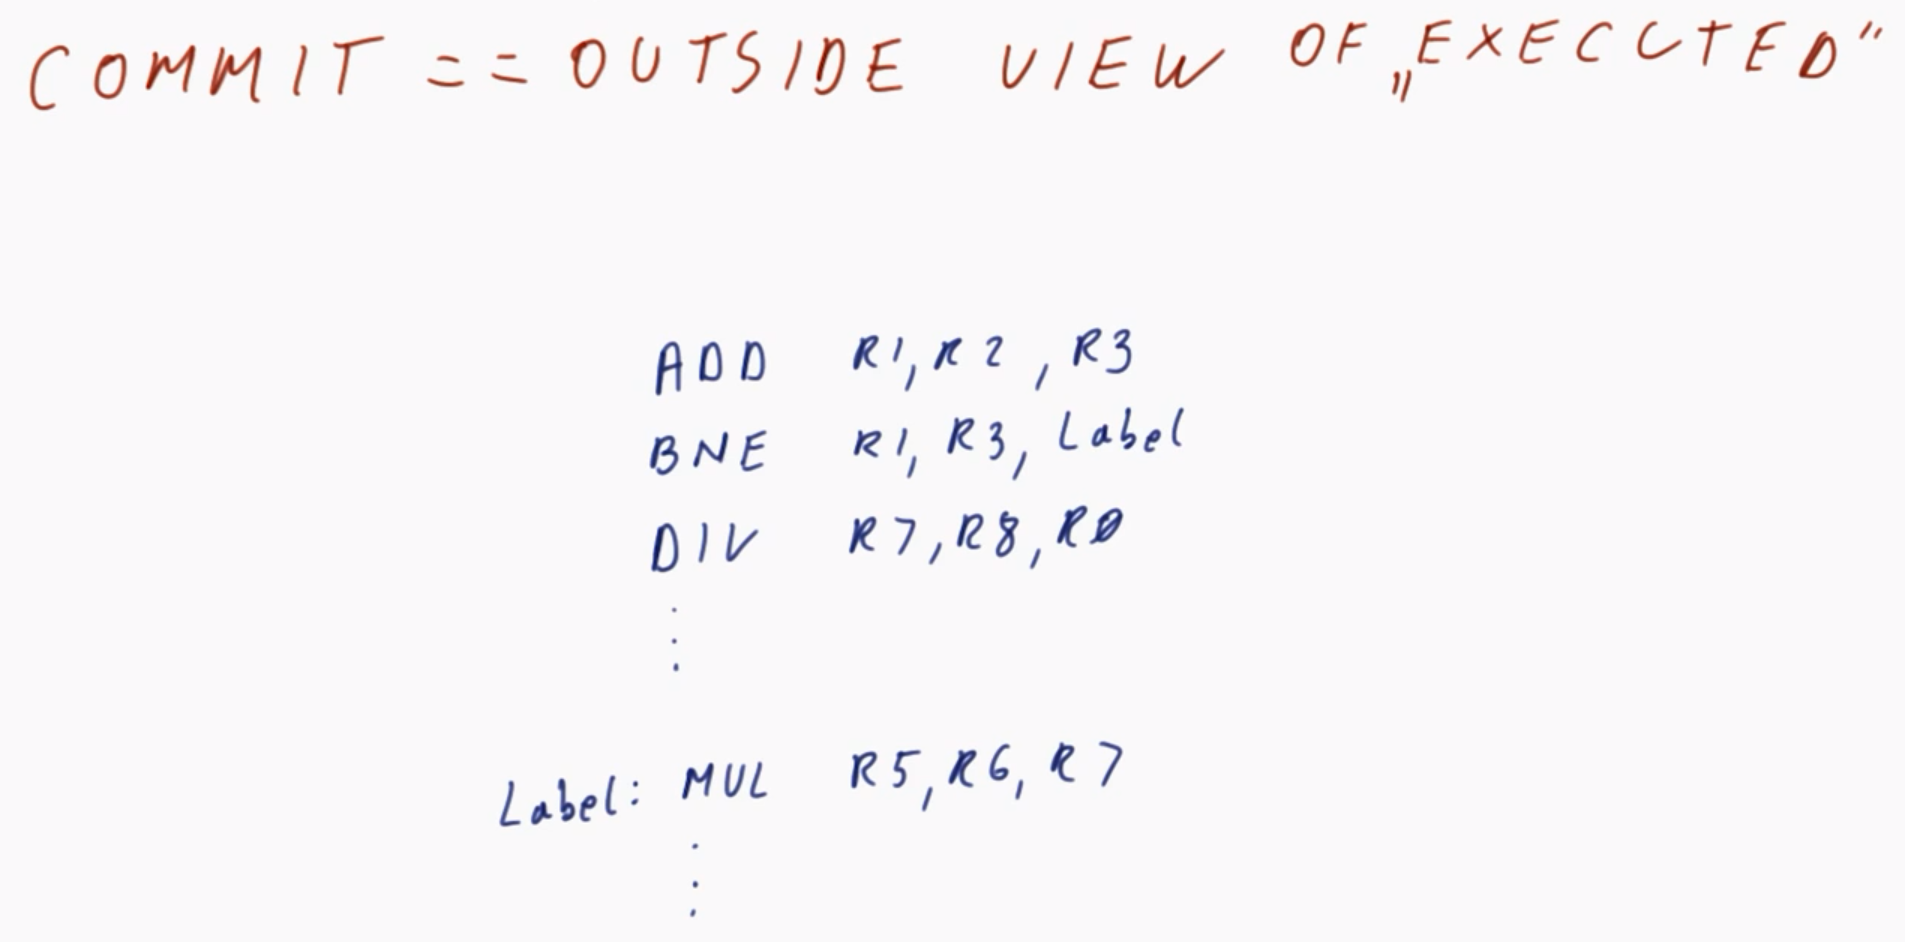 COMMIT == OUTSIDE VIEW OF „EXECUTED"
ADD R1, R2, R3
BNE R1, R3, Label
DIV R7, R8, R0
⋮
Label: MUL R5, R6, R7
⋮